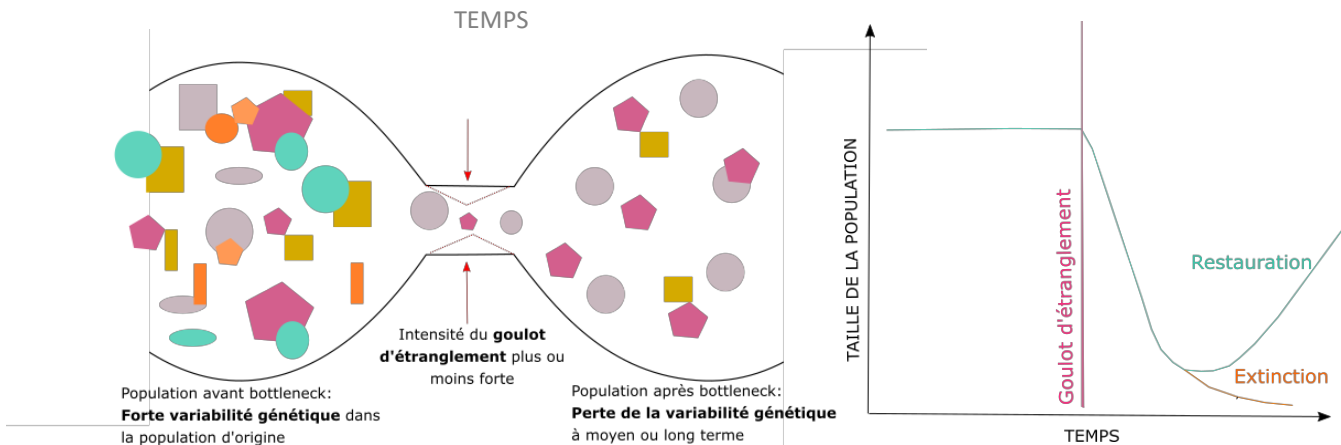 TEMPS
Intensité du goulot
d'étranglement plus ou
moins forte
Population avant bottleneck:
Forte variabilité génétique dans
la population d'origine
Population après bottleneck:
Perte de la variabilité génétique
à moyen ou long terme
TAILLE DE LA POPULATION
Goulot d'étranglement
Restauration
Extinction
TEMPS